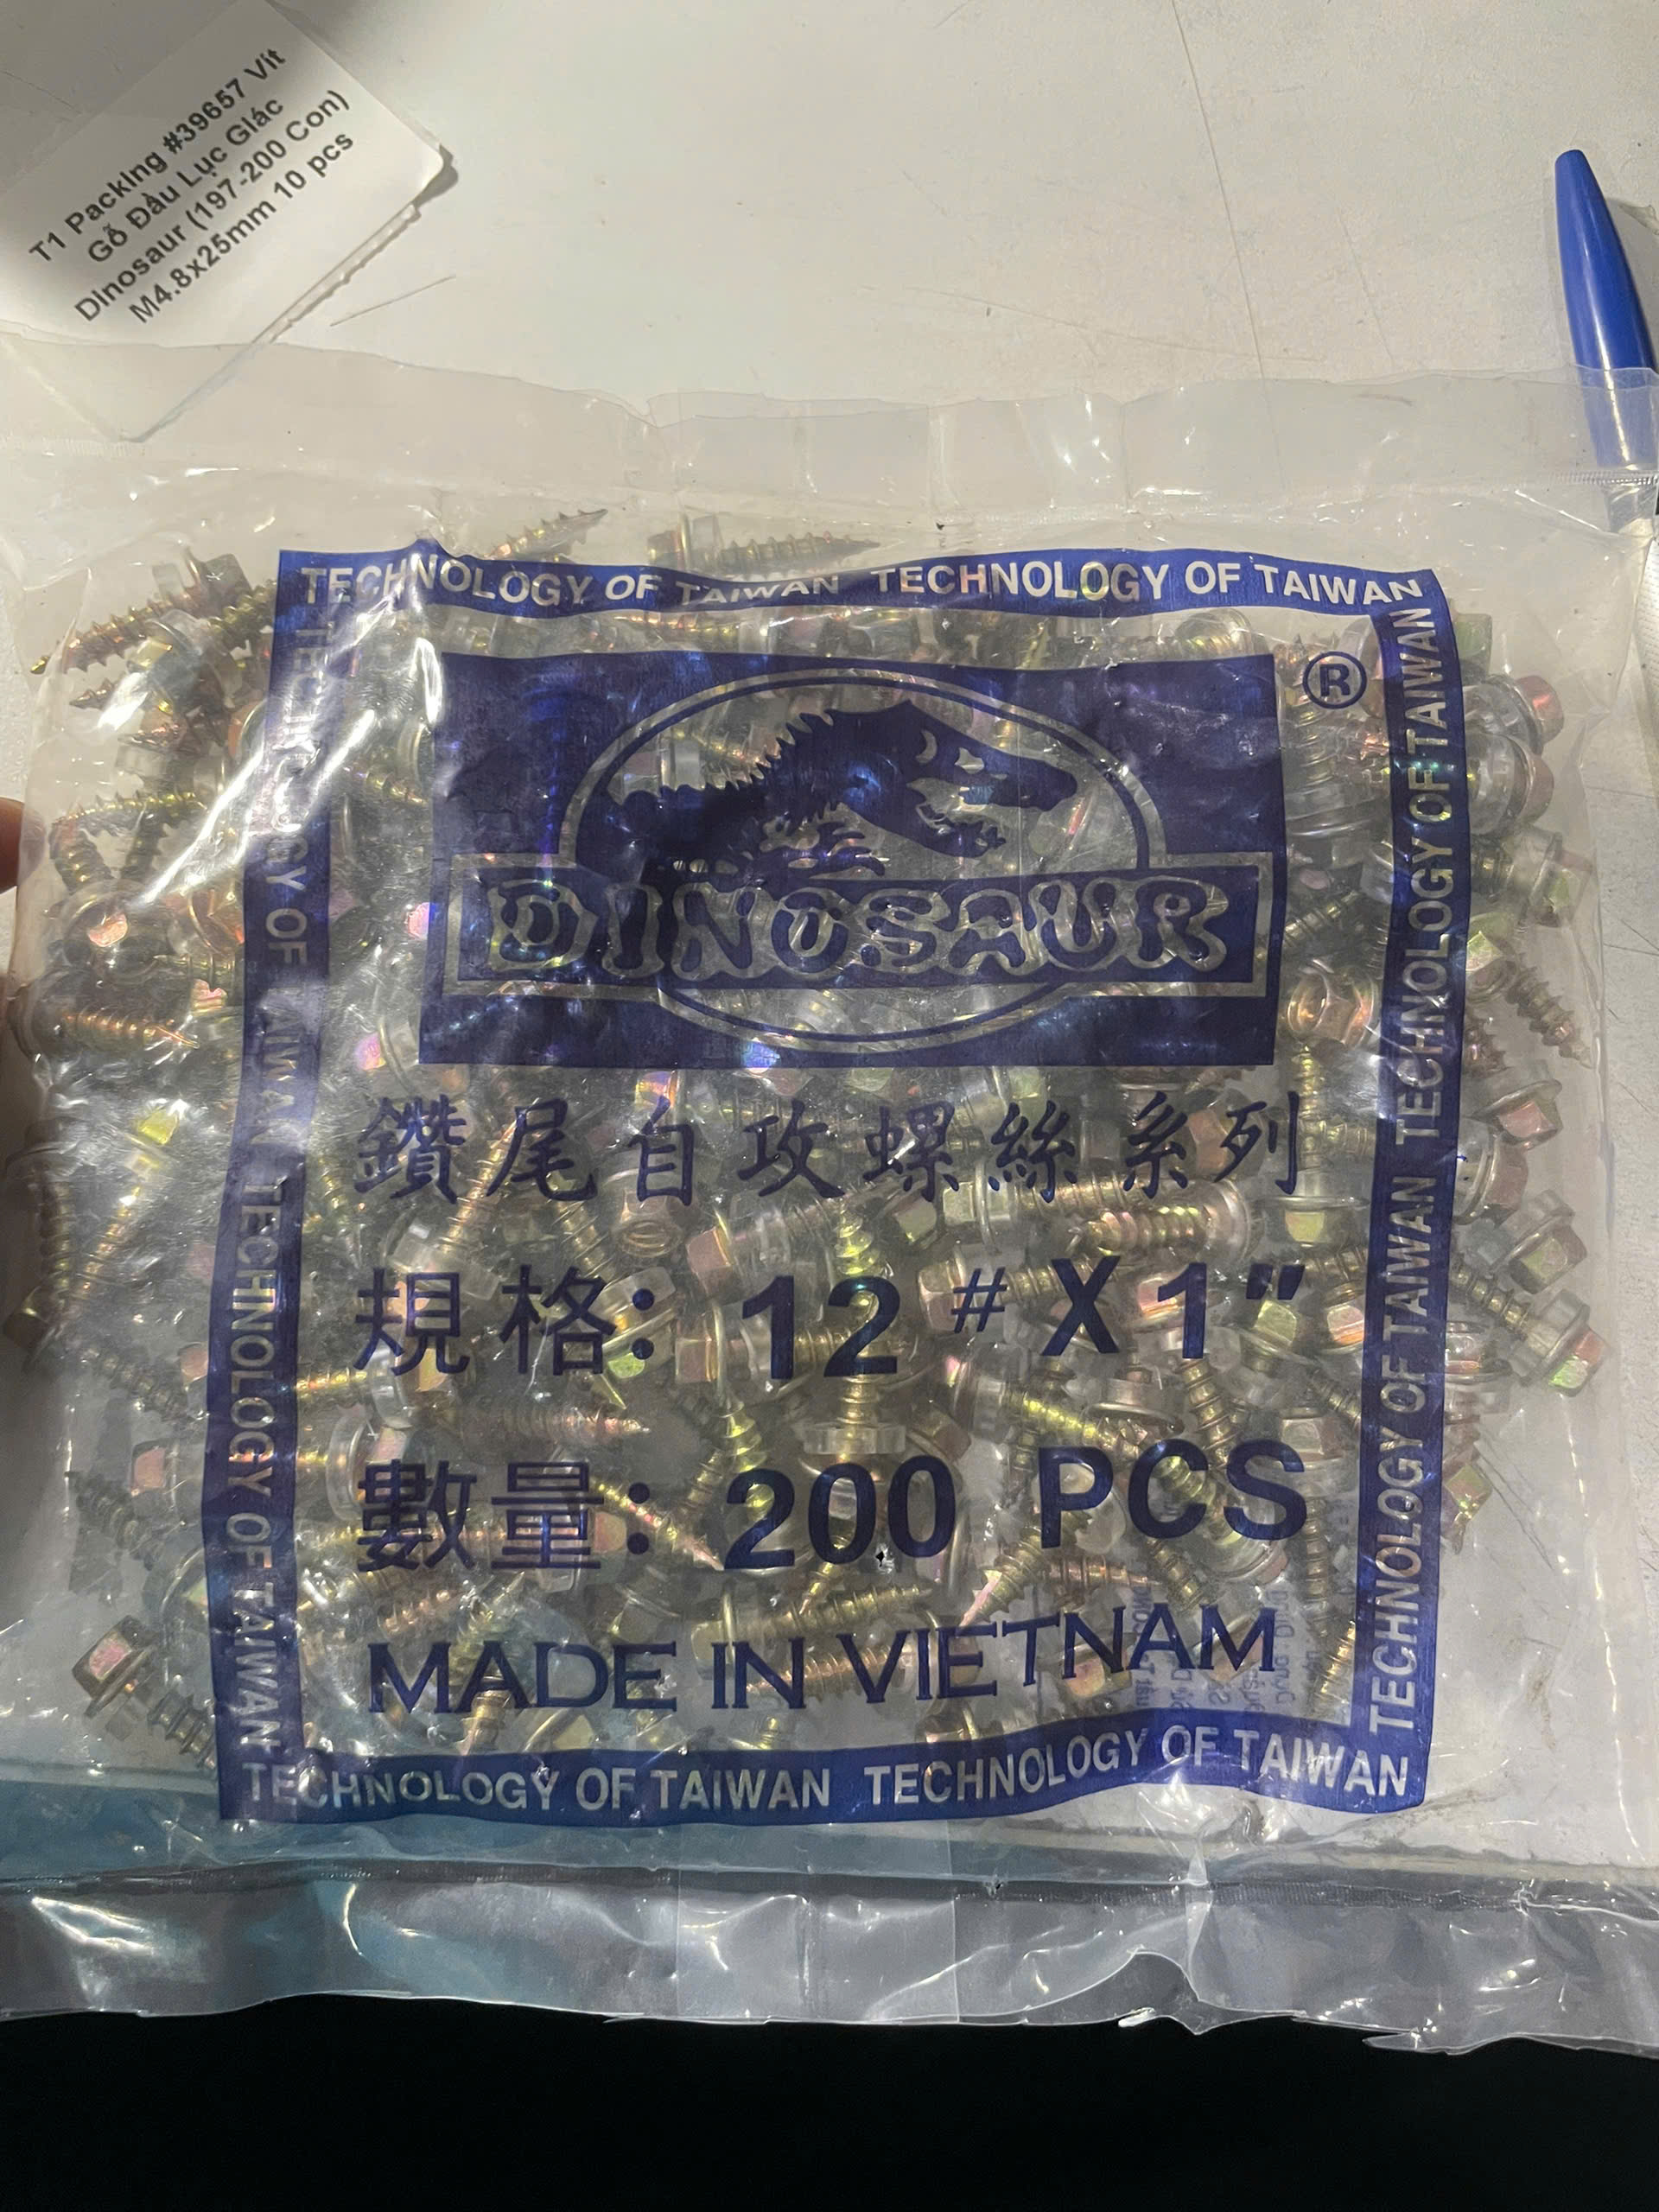 T1 Packing #39657 Vít
Gỗ Đầu Lục Giác
Dinosaur (197-200 Con)
M4.8x25mm 10 pcs
TECHNOLOGY OF TAIWAN TECHNOLOGY OF TAIWAN
TECHNOLOGY OF TAIWAN TECHNOLOGY OF TAIWAN
®
DINOSAUR
鑽尾自攻螺絲系列
規格: 12 # X 1"
數量: 200 PCS
MADE IN VIETNAM
TECHNOLOGY OF TAIWAN TECHNOLOGY OF TAIWAN
TECHNOLOGY OF TAIWAN TECHNOLOGY OF TAIWAN